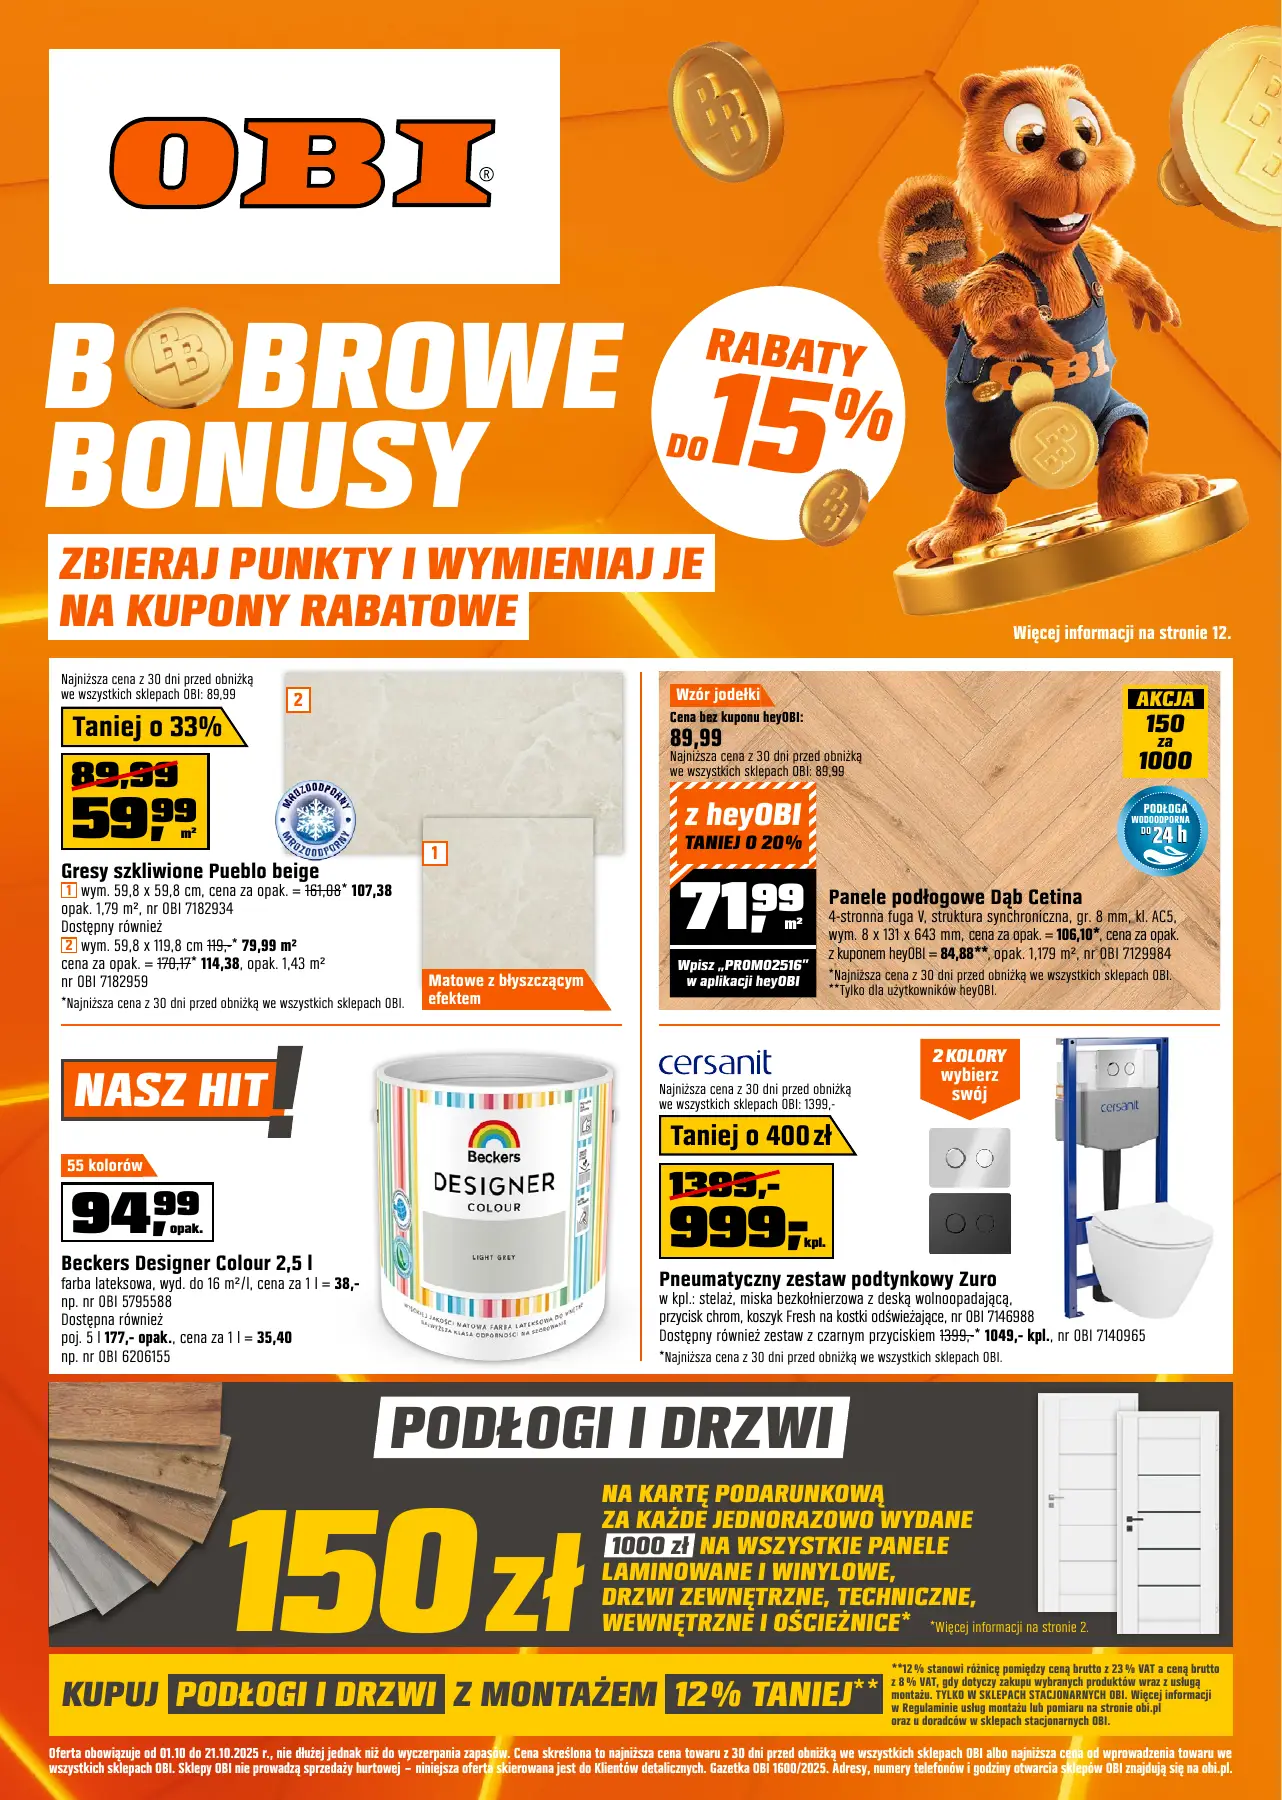 OBI®
BOBROWE
BONUSY
RABATY
DO 15%
ZBIERAJ PUNKTY I WYMIENIAJ JE
NA KUPONY RABATOWE
Więcej informacji na stronie 12.
Najniższa cena z 30 dni przed obniżką
we wszystkich sklepach OBI: 89,99
Taniej o 33%
89,99
59,99 m²
MROZOODPORNY
MROZOODPORNY
2
1
Gresy szkliwione Pueblo beige
1 wym. 59,8 x 59,8 cm, cena za opak. = 161,08* 107,38
opak. 1,79 m², nr OBI 7182934
Dostępny również
2 wym. 59,8 x 119,8 cm 119,-* 79,99 m²
cena za opak. = 170,17* 114,38, opak. 1,43 m²
nr OBI 7182959
*Najniższa cena z 30 dni przed obniżką we wszystkich sklepach OBI.
Matowe z błyszczącym
efektem
Wzór jodełki
Cena bez kuponu heyOBI:
89,99
Najniższa cena z 30 dni przed obniżką
we wszystkich sklepach OBI: 89,99
z heyOBI
TANIEJ O 20%
71,99 m²
Wpisz „PROMO2516”
w aplikacji heyOBI
AKCJA
150
za
1000
PODŁOGA
WODOODPORNA
DO 24 h
Panele podłogowe Dąb Cetina
4-stronna fuga V, struktura synchroniczna, gr. 8 mm, kl. AC5,
wym. 8 x 131 x 643 mm, cena za opak. = 106,10*, cena za opak.
z kuponem heyOBI = 84,88**, opak. 1,179 m², nr OBI 7129984
*Najniższa cena z 30 dni przed obniżką we wszystkich sklepach OBI.
**Tylko dla użytkowników heyOBI.
NASZ HIT!
55 kolorów
94,99 opak.
Beckers
DESIGNER
COLOUR
LIGHT GREY
WYSOKIEJ JAKOŚCI MATOWA FARBA LATEKSOWA DO WNĘTRZ
NAJWYŻSZA KLASA ODPORNOŚCI NA SZOROWANIE
Beckers Designer Colour 2,5 l
farba lateksowa, wyd. do 16 m²/l, cena za 1 l = 38,-
np. nr OBI 5795588
Dostępna również
poj. 5 l 177,- opak., cena za 1 l = 35,40
np. nr OBI 6206155
cersanit
Najniższa cena z 30 dni przed obniżką
we wszystkich sklepach OBI: 1399,-
Taniej o 400 zł
1399,-
999,- kpl.
2 KOLORY
wybierz
swój
cersanit
Pneumatyczny zestaw podtynkowy Zuro
w kpl.: stelaż, miska bezkołnierzowa z deską wolnoopadającą,
przycisk chrom, koszyk Fresh na kostki odświeżające, nr OBI 7146988
Dostępny również zestaw z czarnym przyciskiem 1399,-* 1049,- kpl., nr OBI 7140965
*Najniższa cena z 30 dni przed obniżką we wszystkich sklepach OBI.
PODŁOGI I DRZWI
150 zł
NA KARTĘ PODARUNKOWĄ
ZA KAŻDE JEDNORAZOWO WYDANE
1000 zł NA WSZYSTKIE PANELE
LAMINOWANE I WINYLOWE,
DRZWI ZEWNĘTRZNE, TECHNICZNE,
WEWNĘTRZNE I OŚCIEŻNICE*
*Więcej informacji na stronie 2.
KUPUJ PODŁOGI I DRZWI Z MONTAŻEM 12% TANIEJ**
**12 % stanowi różnicę pomiędzy ceną brutto z 23 % VAT a ceną brutto
z 8 % VAT, gdy dotyczy zakupu wybranych produktów wraz z usługą
montażu. TYLKO W SKLEPACH STACJONARNYCH OBI. Więcej informacji
w Regulaminie usług montażu lub pomiaru na stronie obi.pl
oraz u doradców w sklepach stacjonarnych OBI.
Oferta obowiązuje od 01.10 do 21.10.2025 r., nie dłużej jednak niż do wyczerpania zapasów. Cena skreślona to najniższa cena towaru z 30 dni przed obniżką we wszystkich sklepach OBI albo najniższa cena od wprowadzenia towaru we
wszystkich sklepach OBI. Sklepy OBI nie prowadzą sprzedaży hurtowej – niniejsza oferta skierowana jest do Klientów detalicznych. Gazetka OBI 1600/2025. Adresy, numery telefonów i godziny otwarcia sklepów OBI znajdują się na obi.pl.